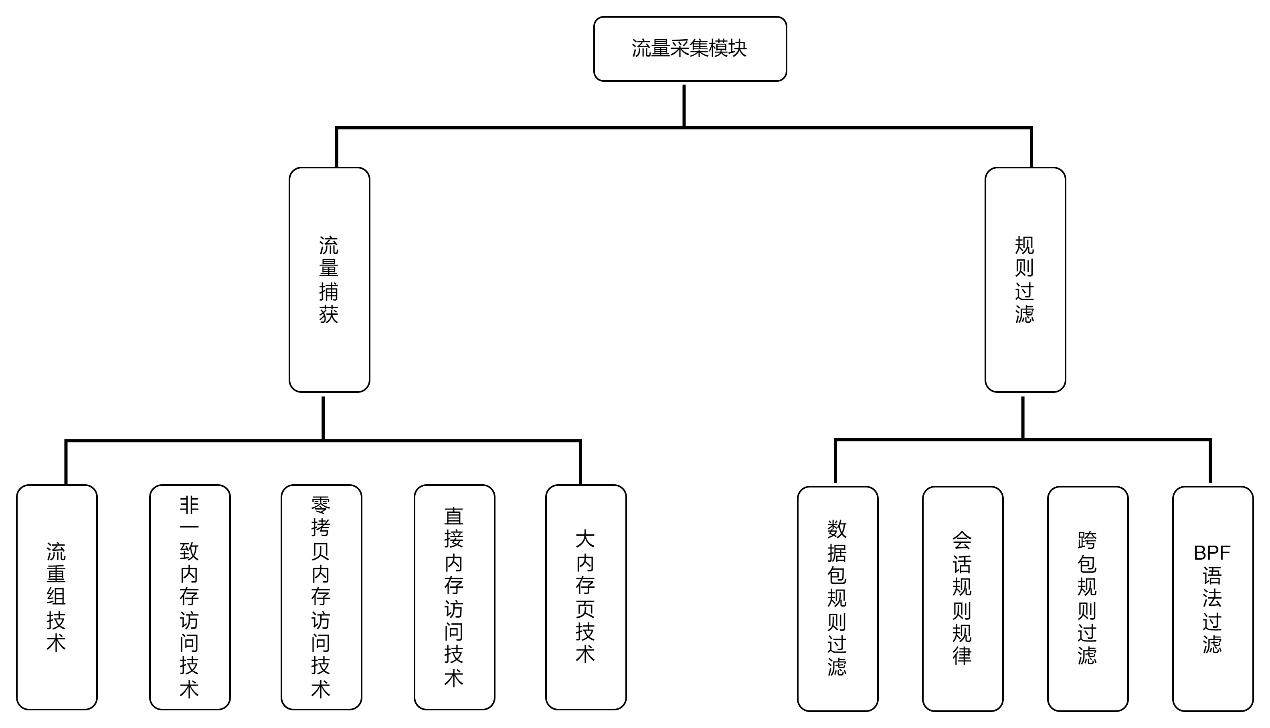 流量采集模块
流量捕获
规则过滤
流重组技术
非一致内存访问技术
零拷贝内存访问技术
直接内存访问技术
大内存页技术
数据包规则过滤
会话规则规律
跨包规则过滤
BPF语法过滤